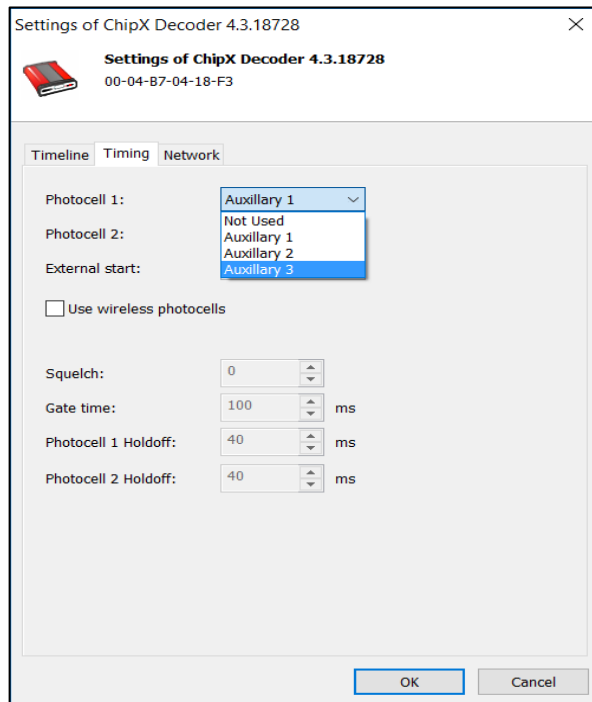 Settings of ChipX Decoder 4.3.18728
Settings of ChipX Decoder 4.3.18728
00-04-B7-04-18-F3
Timeline Timing Network
Photocell 1: Auxillary 1
Not Used
Photocell 2: Auxillary 1
Auxillary 2
External start: Auxillary 3
Use wireless photocells
Squelch: 0
Gate time: 100 ms
Photocell 1 Holdoff: 40 ms
Photocell 2 Holdoff: 40 ms
OK Cancel